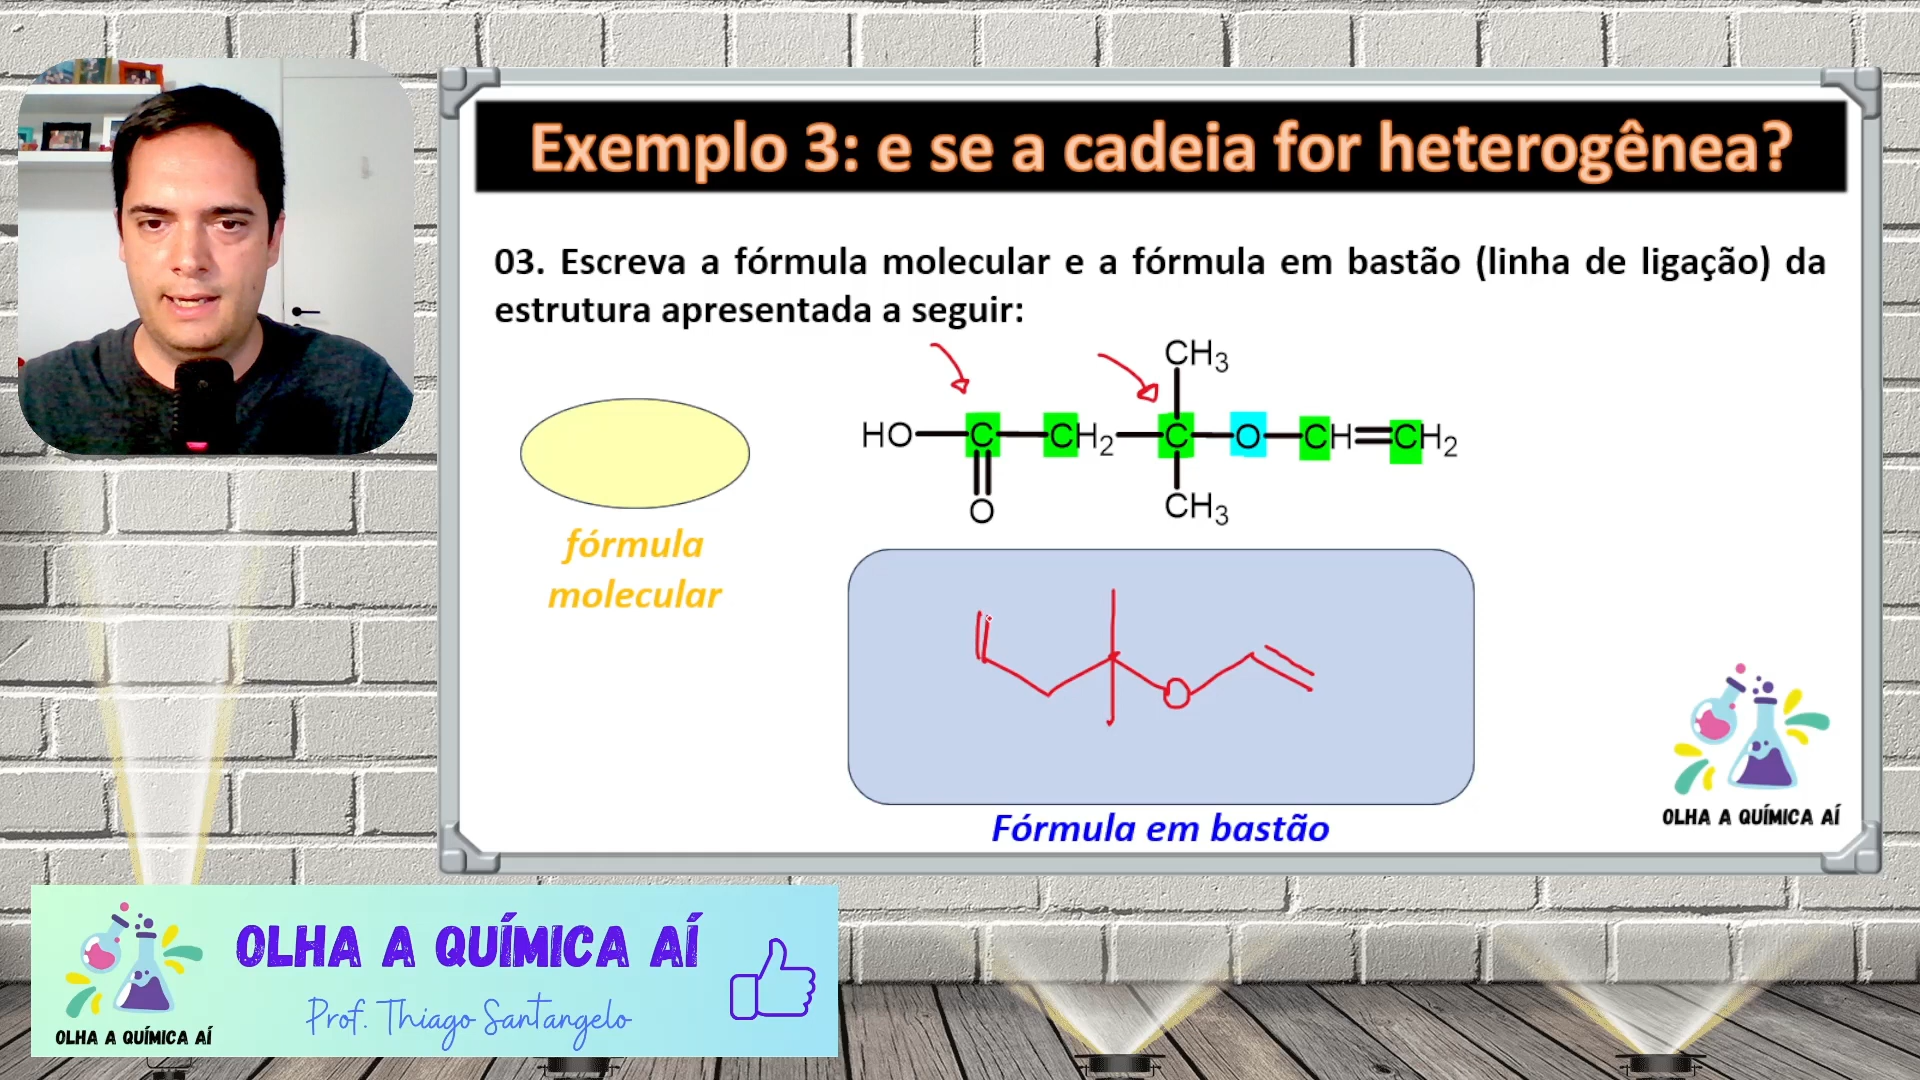 Exemplo 3: e se a cadeia for heterogênea?
03. Escreva a fórmula molecular e a fórmula em bastão (linha de ligação) da
estrutura apresentada a seguir:
CH3
HO C CH2 C O CH CH2
O
CH3
fórmula
molecular
O
Fórmula em bastão
OLHA A QUÍMICA AÍ
OLHA A QUÍMICA AÍ
Prof. Thiago Santangelo
OLHA A QUÍMICA AÍ